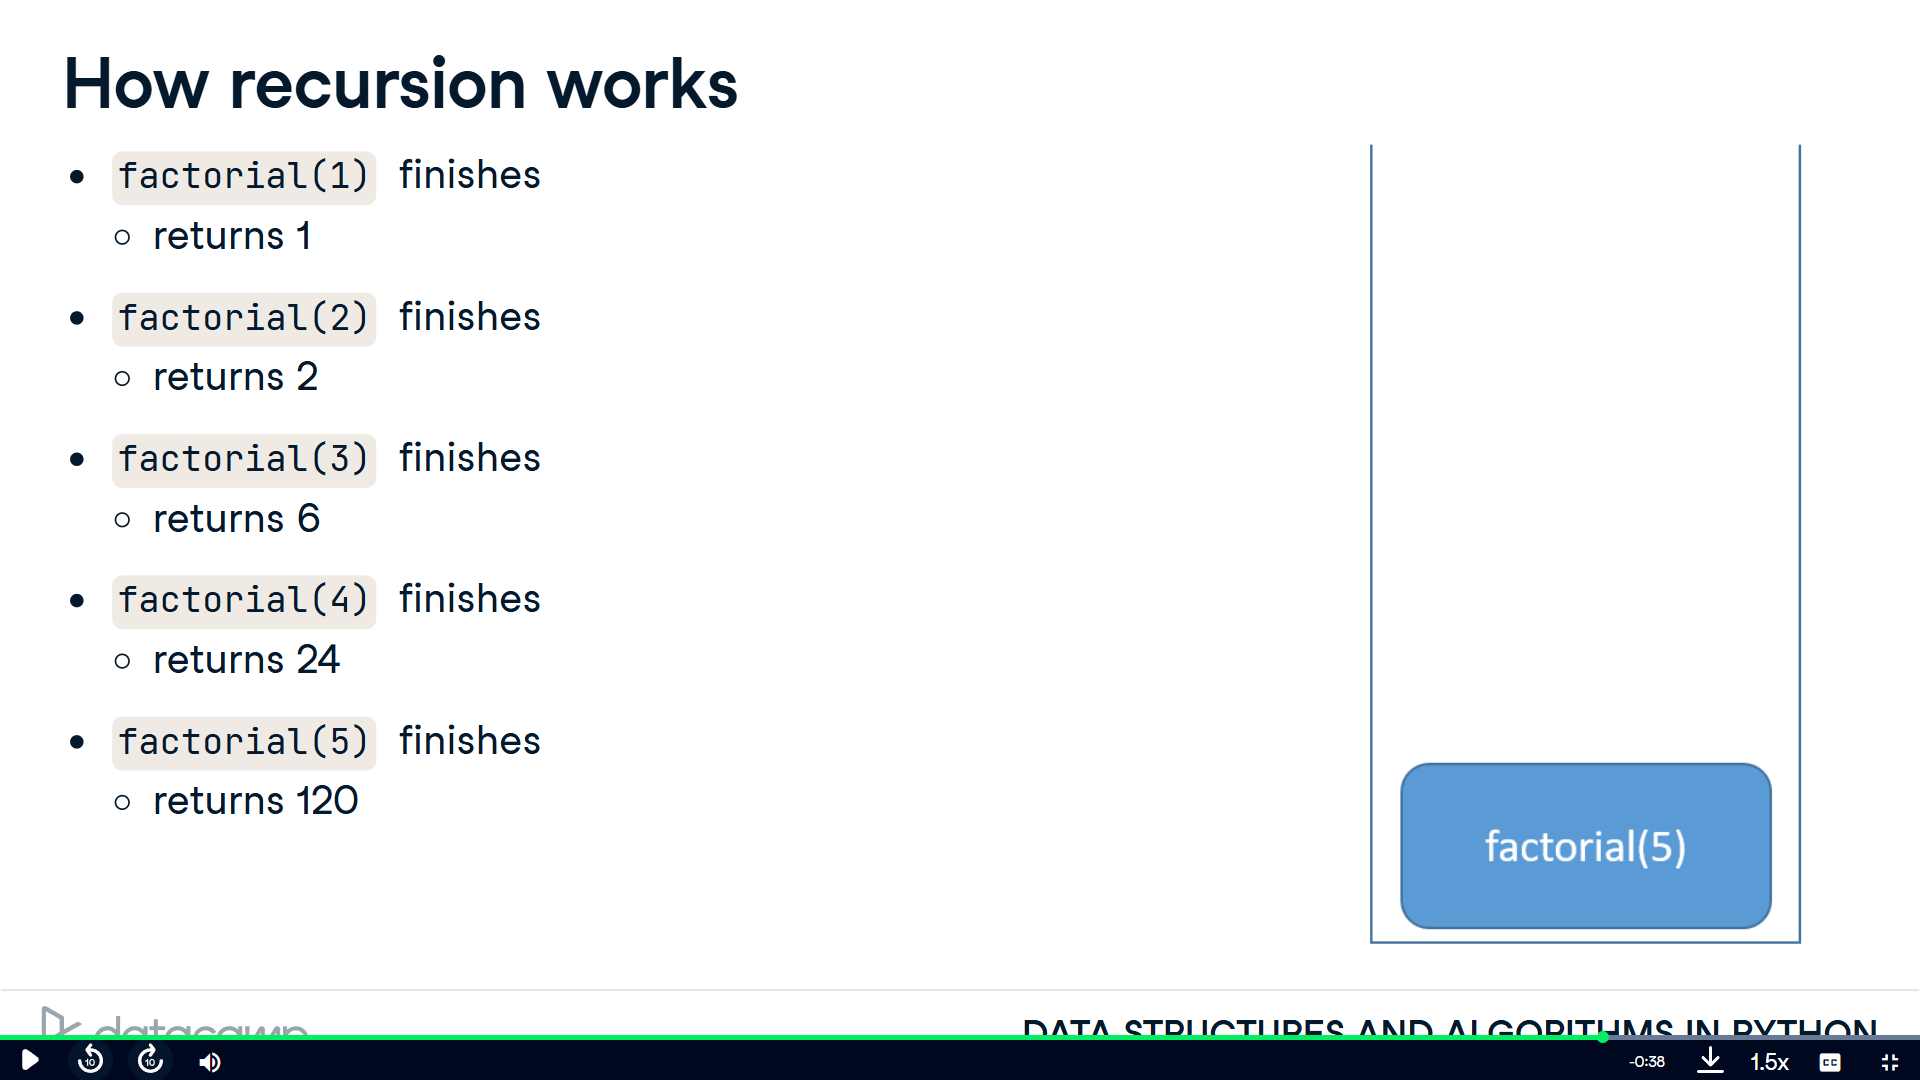 How recursion works
factorial(1) finishes
returns 1
factorial(2) finishes
returns 2
factorial(3) finishes
returns 6
factorial(4) finishes
returns 24
factorial(5) finishes
returns 120
factorial(5)
datacamp
DATA STRUCTURES AND ALGORITHMS IN PYTHON
10
10
-0:38
1.5x
CC